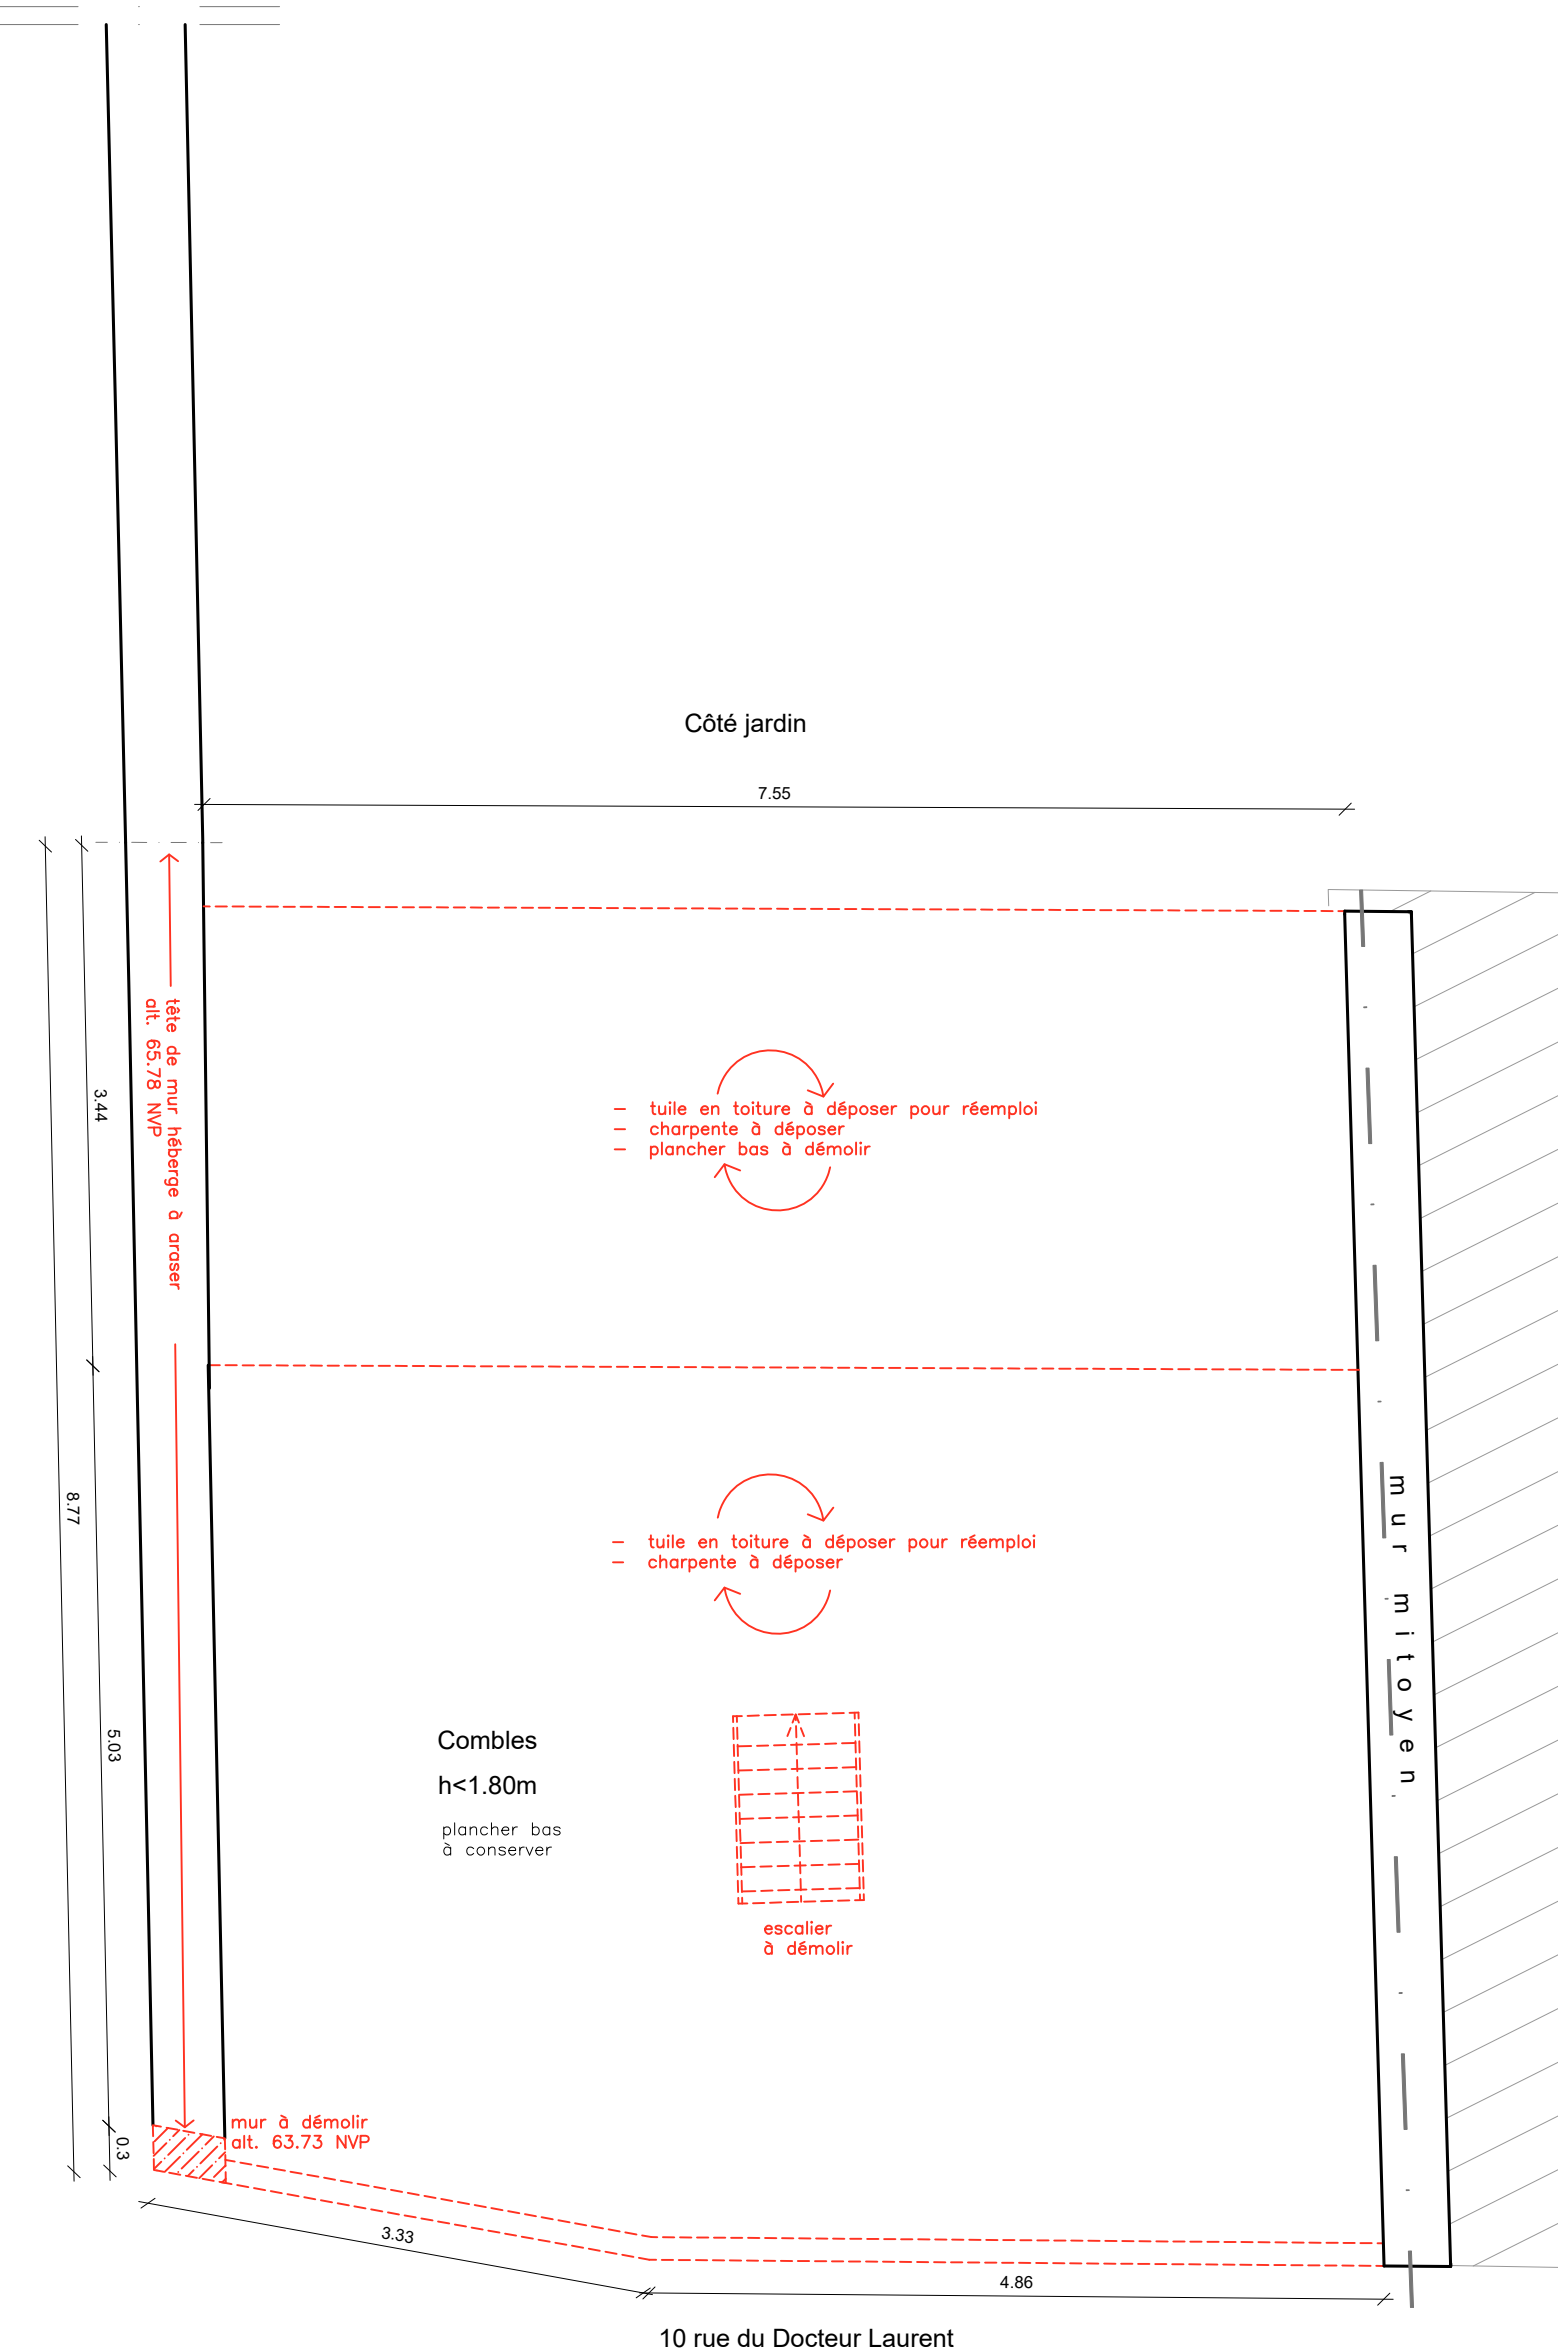 Côté jardin
7.55
tête de mur héberge à araser
alt. 65.78 NVP
3.44
– tuile en toiture à déposer pour réemploi
– charpente à déposer
– plancher bas à démolir
8.77
mur mitoyen
– tuile en toiture à déposer pour réemploi
– charpente à déposer
5.03
Combles
h<1.80m
plancher bas
à conserver
escalier
à démolir
mur à démolir
alt. 63.73 NVP
0.3
3.33
4.86
10 rue du Docteur Laurent